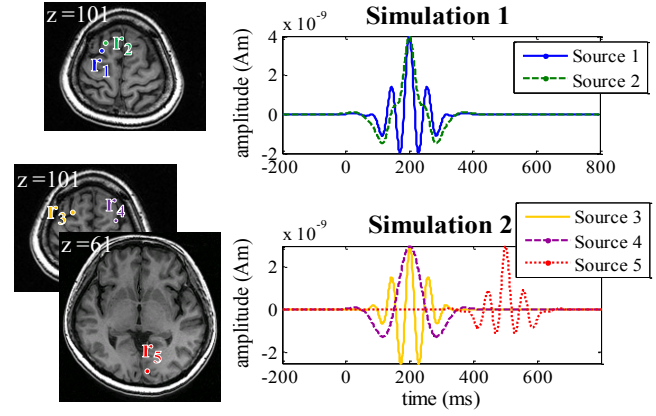 z =101
r2
r1
Simulation 1
x 10^-9
amplitude (Am)
4
2
0
-2
-200 0 200 400 600 800
Source 1
Source 2
z =101
r3
r4
z=61
r5
Simulation 2
x 10^-9
amplitude (Am)
2
0
-2
-200 0 200 400 600 800
time (ms)
Source 3
Source 4
Source 5